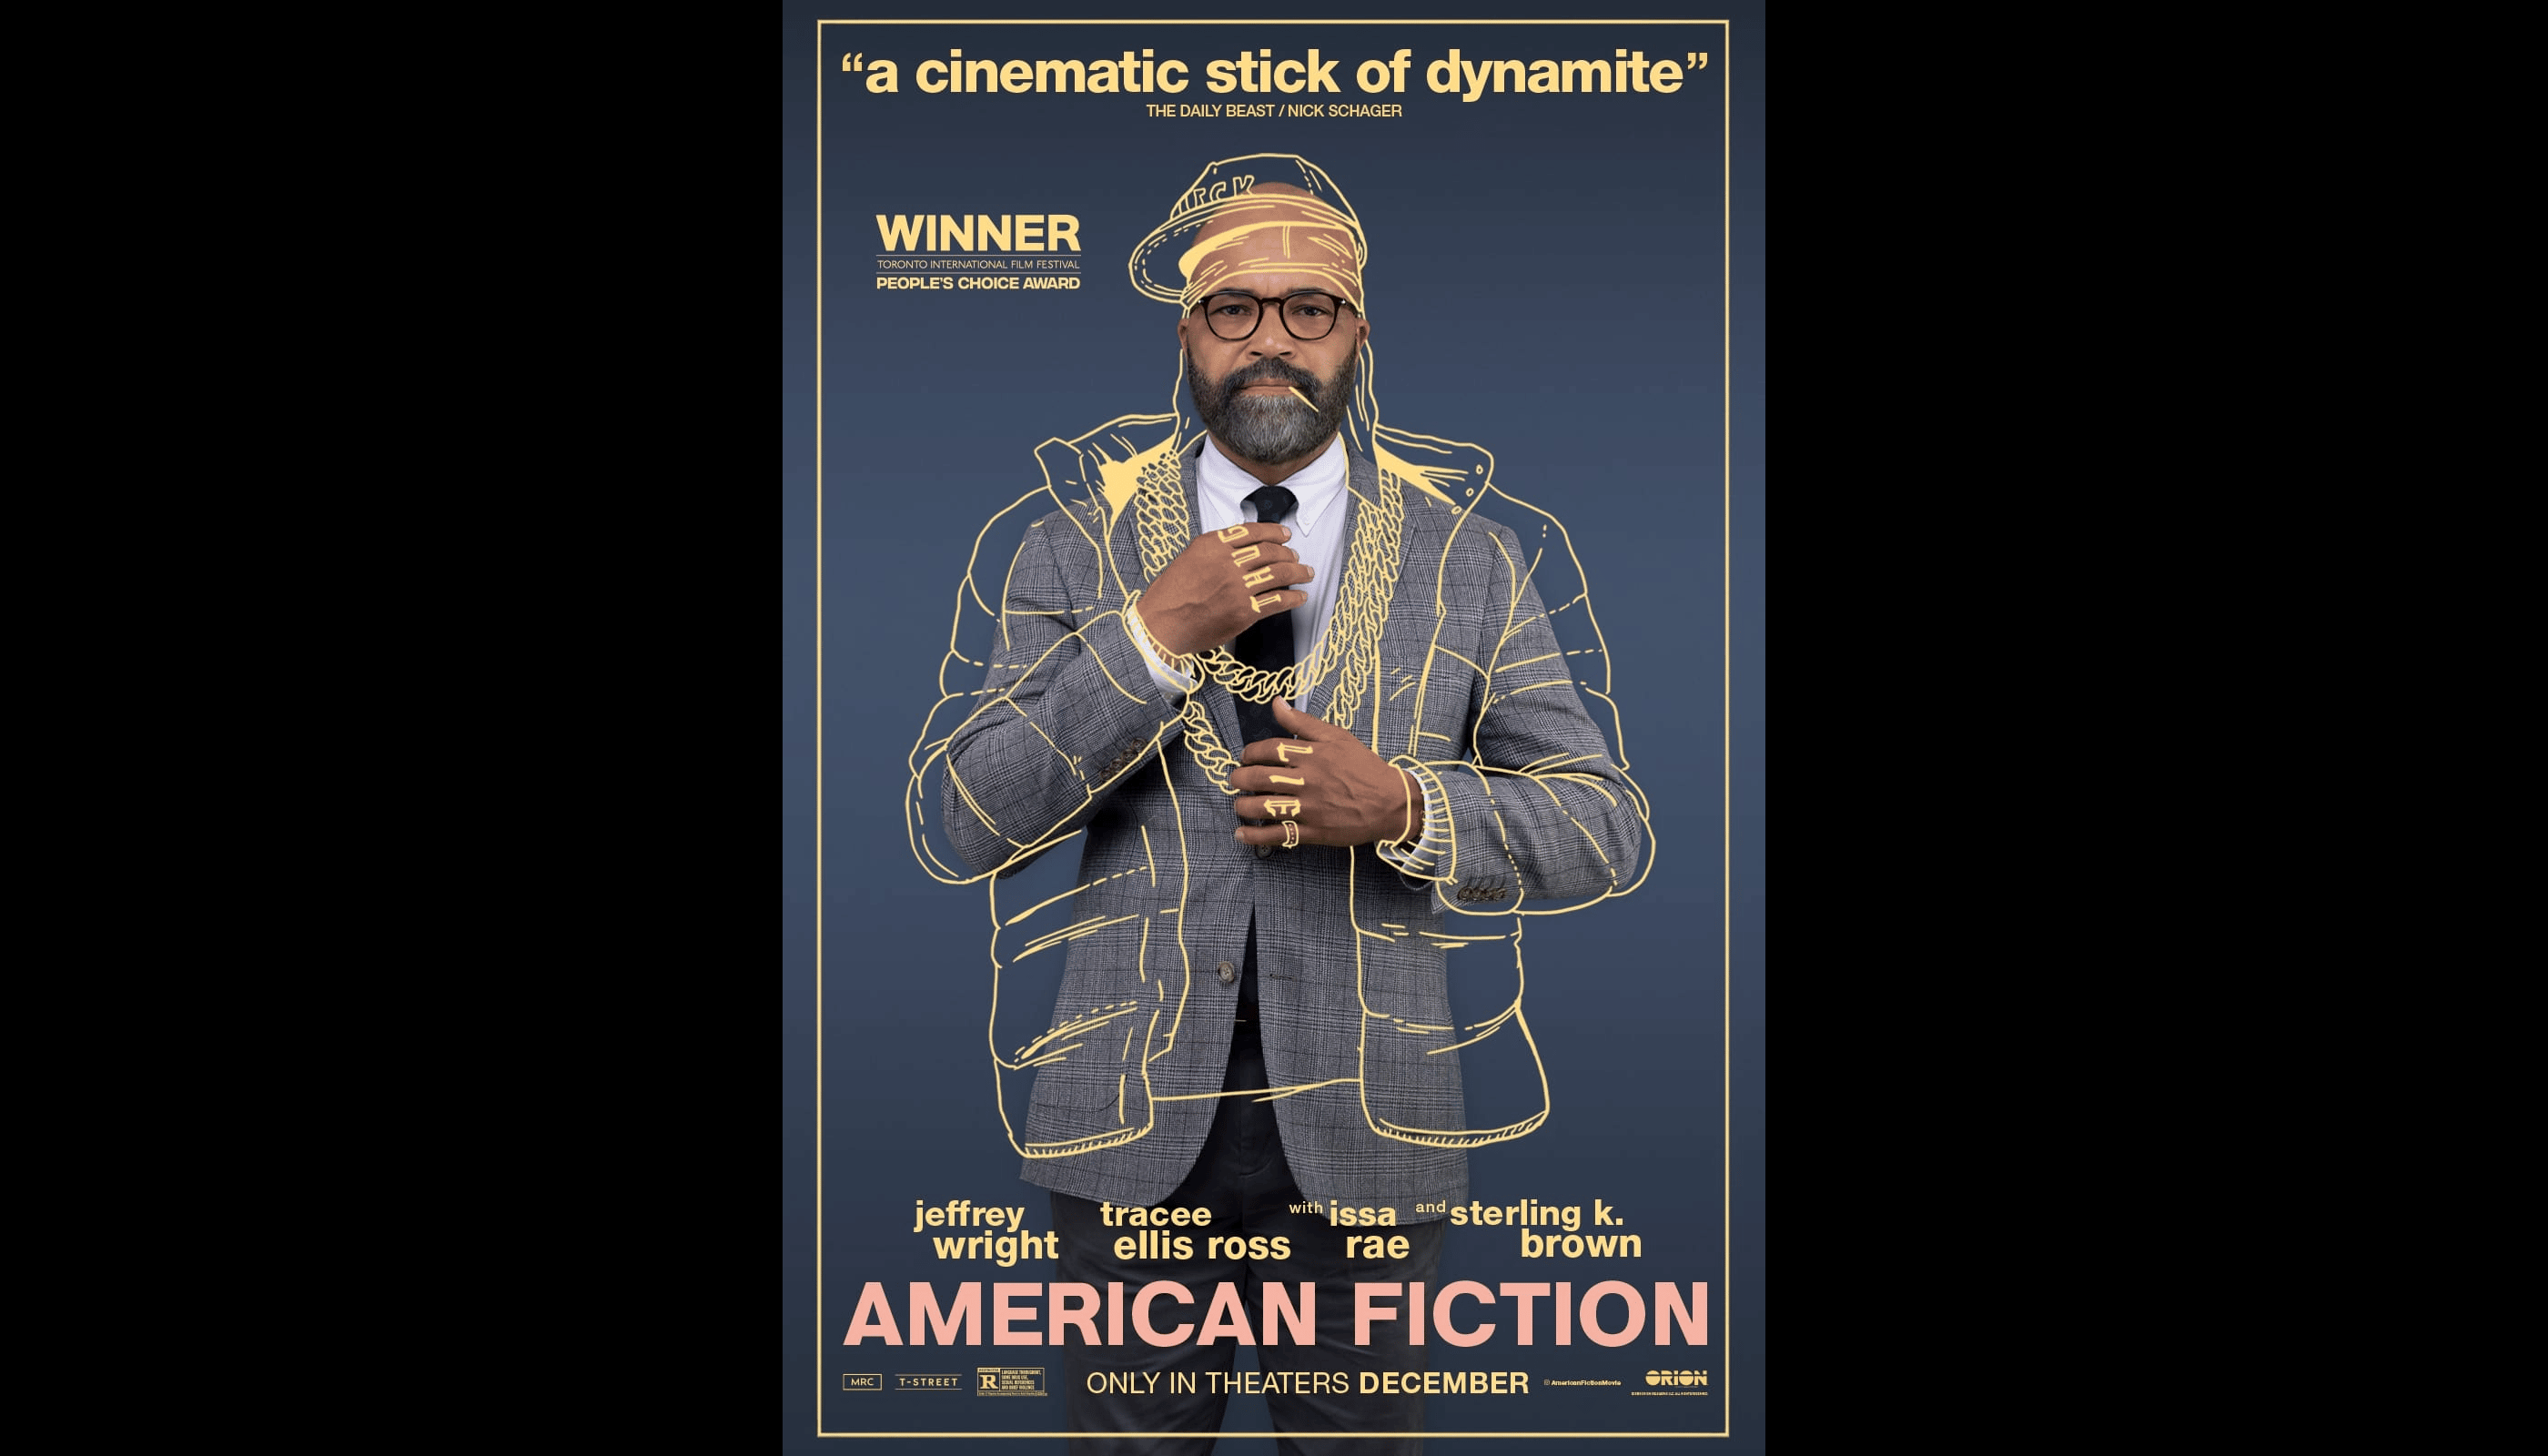 “a cinematic stick of dynamite”
THE DAILY BEAST / NICK SCHAGER
WINNER
TORONTO INTERNATIONAL FILM FESTIVAL
PEOPLE'S CHOICE AWARD
THUG
LIFE
jeffrey wright
tracee ellis ross
with issa rae
and sterling k. brown
AMERICAN FICTION
MRC
T-STREET
R
ONLY IN THEATERS DECEMBER
AmericanFictionMovie
ORION